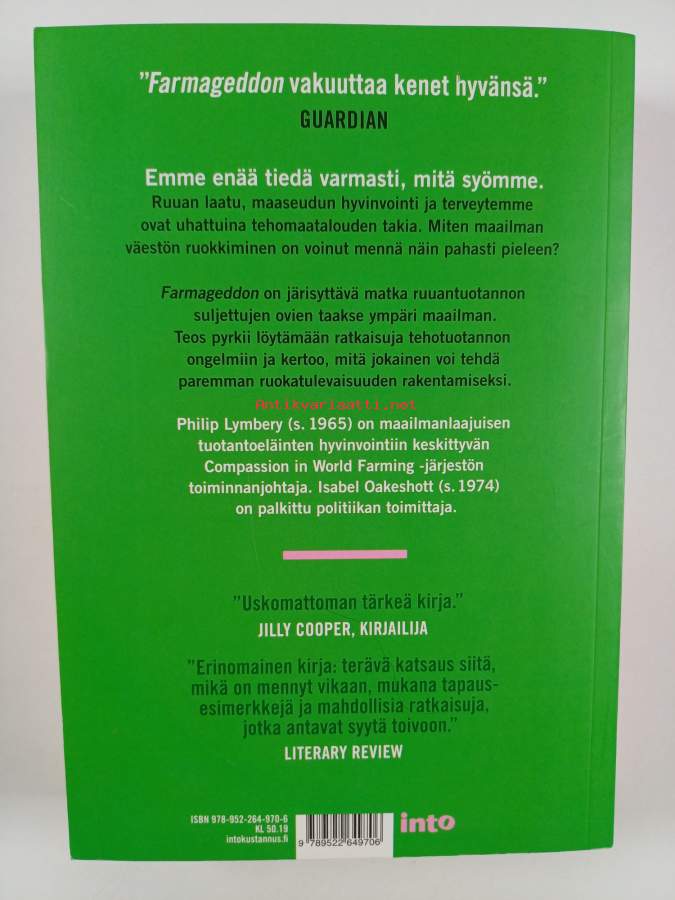 ”Farmageddon vakuuttaa kenet hyvänsä.”
GUARDIAN
Emme enää tiedä varmasti, mitä syömme.
Ruuan laatu, maaseudun hyvinvointi ja terveytemme
ovat uhattuina tehomaatalouden takia. Miten maailman
väestön ruokkiminen on voinut mennä näin pahasti pieleen?
Farmageddon on järisyttävä matka ruuantuotannon
suljettujen ovien taakse ympäri maailman.
Teos pyrkii löytämään ratkaisuja tehotuotannon
ongelmiin ja kertoo, mitä jokainen voi tehdä
paremman ruokatulevaisuuden rakentamiseksi.
Antikvariaatti.net
Philip Lymbery (s. 1965) on maailmanlaajuisen
tuotantoeläinten hyvinvointiin keskittyvän
Compassion in World Farming -järjestön
toiminnanjohtaja. Isabel Oakeshott (s. 1974)
on palkittu politiikan toimittaja.
”Uskomattoman tärkeä kirja.”
JILLY COOPER, KIRJAILIJA
”Erinomainen kirja: terävä katsaus siitä,
mikä on mennyt vikaan, mukana tapaus-
esimerkkejä ja mahdollisia ratkaisuja,
jotka antavat syytä toivoon.”
LITERARY REVIEW
ISBN 978-952-264-970-6
KL 50.19
intokustannus.fi
9 789522 649706
into